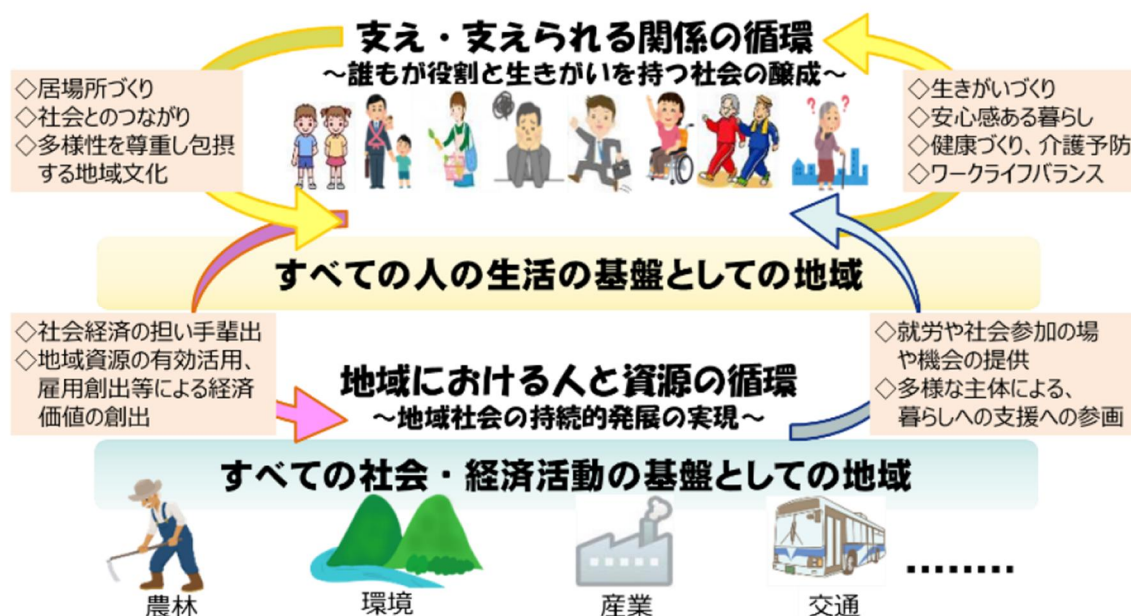 支え・支えられる関係の循環
～誰もが役割と生きがいを持つ社会の醸成～
◇居場所づくり
◇社会とのつながり
◇多様性を尊重し包摂
する地域文化
◇生きがいづくり
◇安心感ある暮らし
◇健康づくり、介護予防
◇ワークライフバランス
? ?
すべての人の生活の基盤としての地域
◇社会経済の担い手輩出
◇地域資源の有効活用、
雇用創出等による経済
価値の創出
◇就労や社会参加の場
や機会の提供
◇多様な主体による、
暮らしへの支援への参画
地域における人と資源の循環
～地域社会の持続的発展の実現～
すべての社会・経済活動の基盤としての地域
農林
環境
産業
交通
………